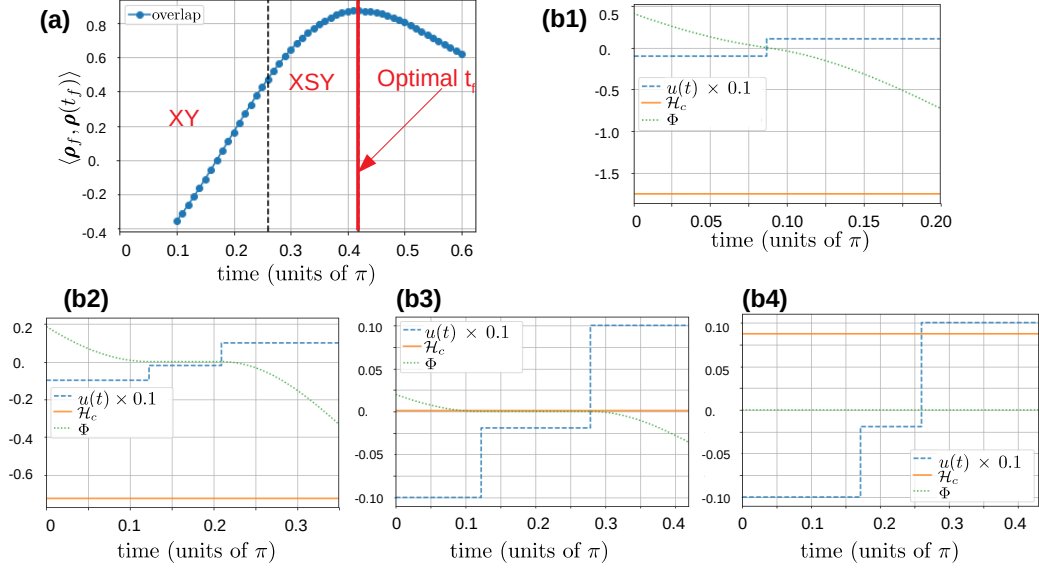 (a)
overlap
XY
XSY
Optimal t_f
⟨ρ_f, ρ(t_f)⟩
0.8
0.6
0.4
0.2
0.
-0.2
-0.4
0 0.1 0.2 0.3 0.4 0.5 0.6
time (units of π)
(b1)
0.5
0.
-0.5
-1.0
-1.5
u(t) × 0.1
ℋ_c
Φ
0 0.05 0.10 0.15 0.20
time (units of π)
(b2)
0.2
0.
-0.2
-0.4
-0.6
u(t) × 0.1
ℋ_c
Φ
0 0.1 0.2 0.3
time (units of π)
(b3)
0.10
0.05
0.
-0.05
-0.10
u(t) × 0.1
ℋ_c
Φ
0 0.1 0.2 0.3 0.4
time (units of π)
(b4)
0.10
0.05
0.
-0.05
-0.10
u(t) × 0.1
ℋ_c
Φ
0 0.1 0.2 0.3 0.4
time (units of π)